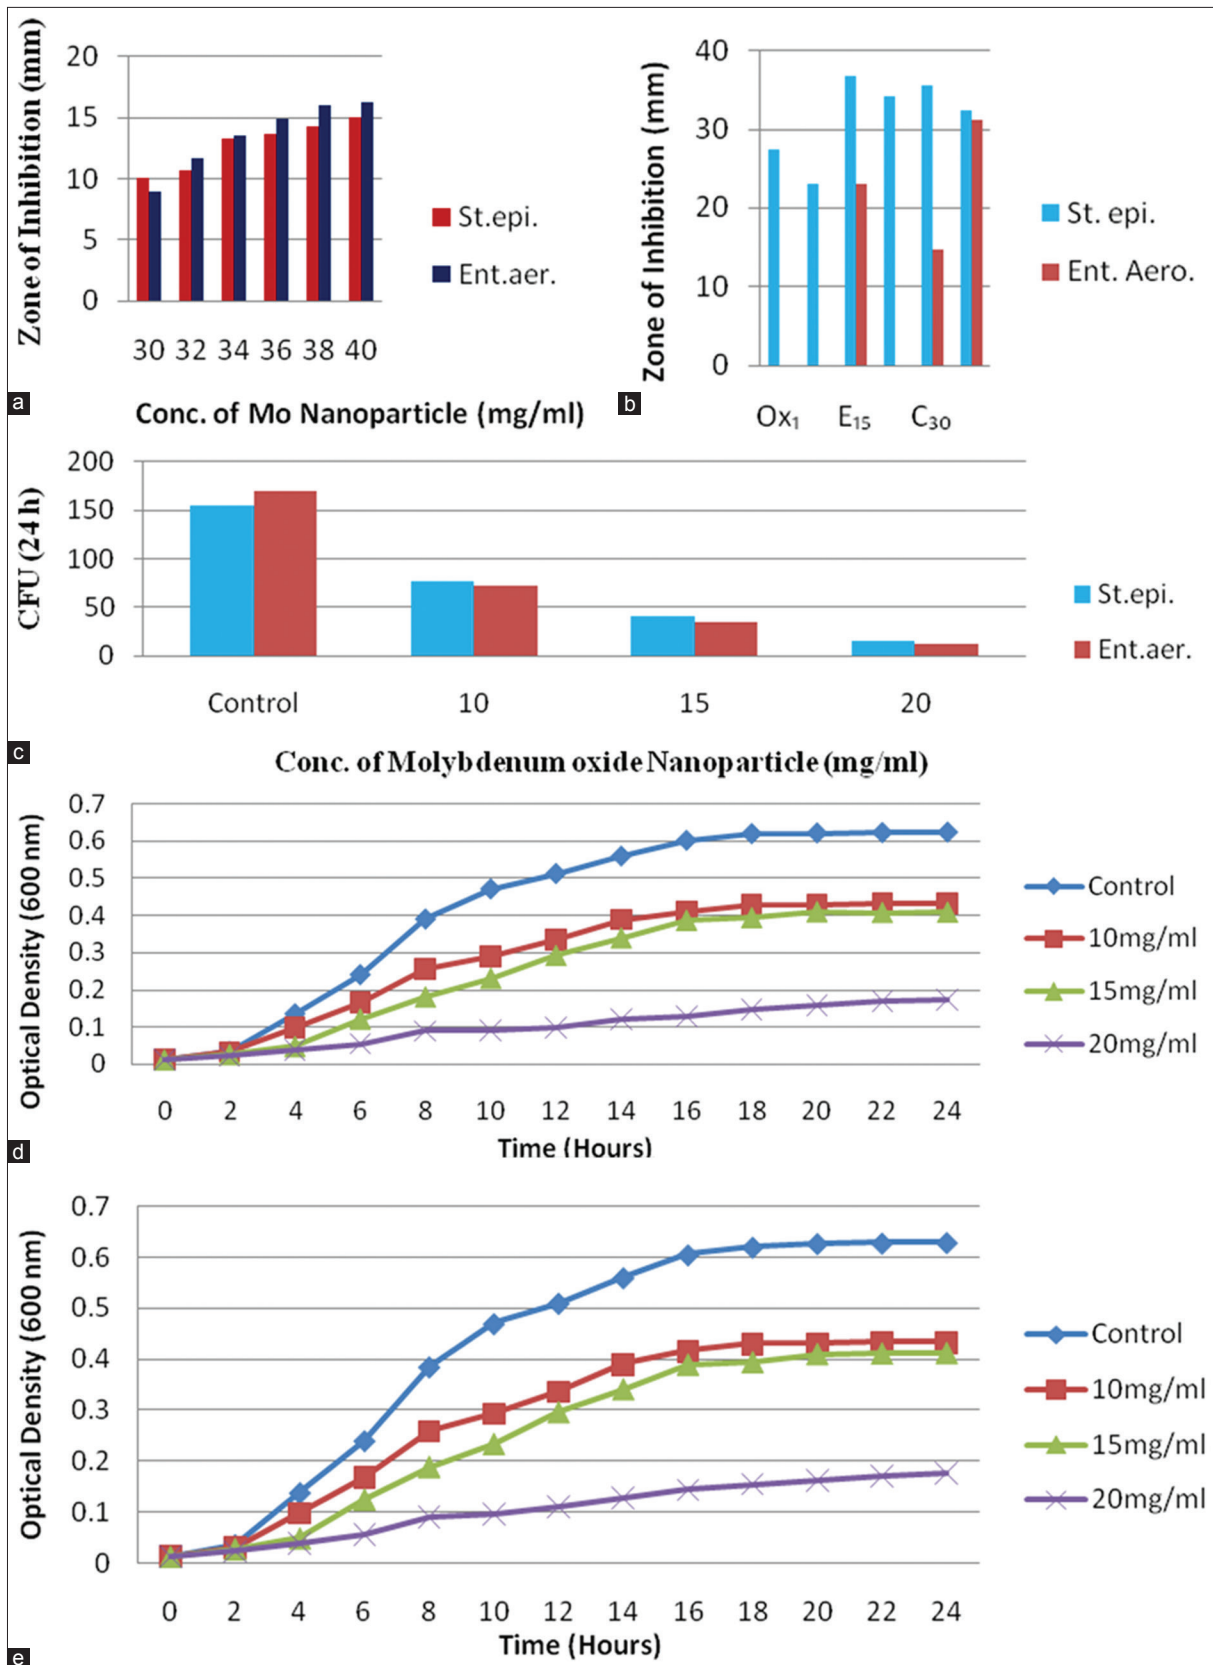 Zone of Inhibition (mm)
20
15
10
5
0
30 32 34 36 38 40
St.epi.
Ent.aer.
a
Conc. of Mo Nanoparticle (mg/ml)
Zone of Inhibition (mm)
40
30
20
10
0
Ox₁ E₁₅ C₃₀
St. epi.
Ent. Aero.
b
CFU (24 h)
200
150
100
50
0
Control 10 15 20
St.epi.
Ent.aer.
c
Conc. of Molybdenum oxide Nanoparticle (mg/ml)
Optical Density (600 nm)
0.7
0.6
0.5
0.4
0.3
0.2
0.1
0
0 2 4 6 8 10 12 14 16 18 20 22 24
Time (Hours)
Control
10mg/ml
15mg/ml
20mg/ml
d
Optical Density (600 nm)
0.7
0.6
0.5
0.4
0.3
0.2
0.1
0
0 2 4 6 8 10 12 14 16 18 20 22 24
Time (Hours)
Control
10mg/ml
15mg/ml
20mg/ml
e